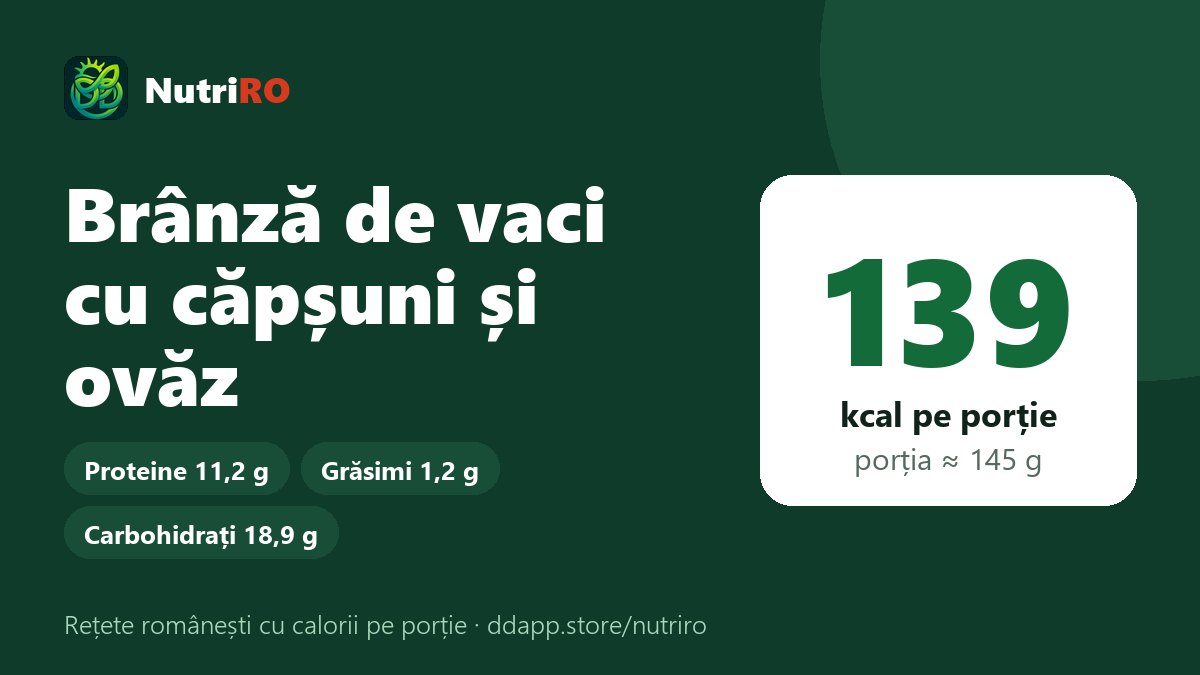 NutriRO
Brânză de vaci
cu căpșuni și
ovăz
Proteine 11,2 g
Grăsimi 1,2 g
Carbohidrați 18,9 g
139
kcal pe porție
porția ≈ 145 g
Rețete românești cu calorii pe porție · ddapp.store/nutriro